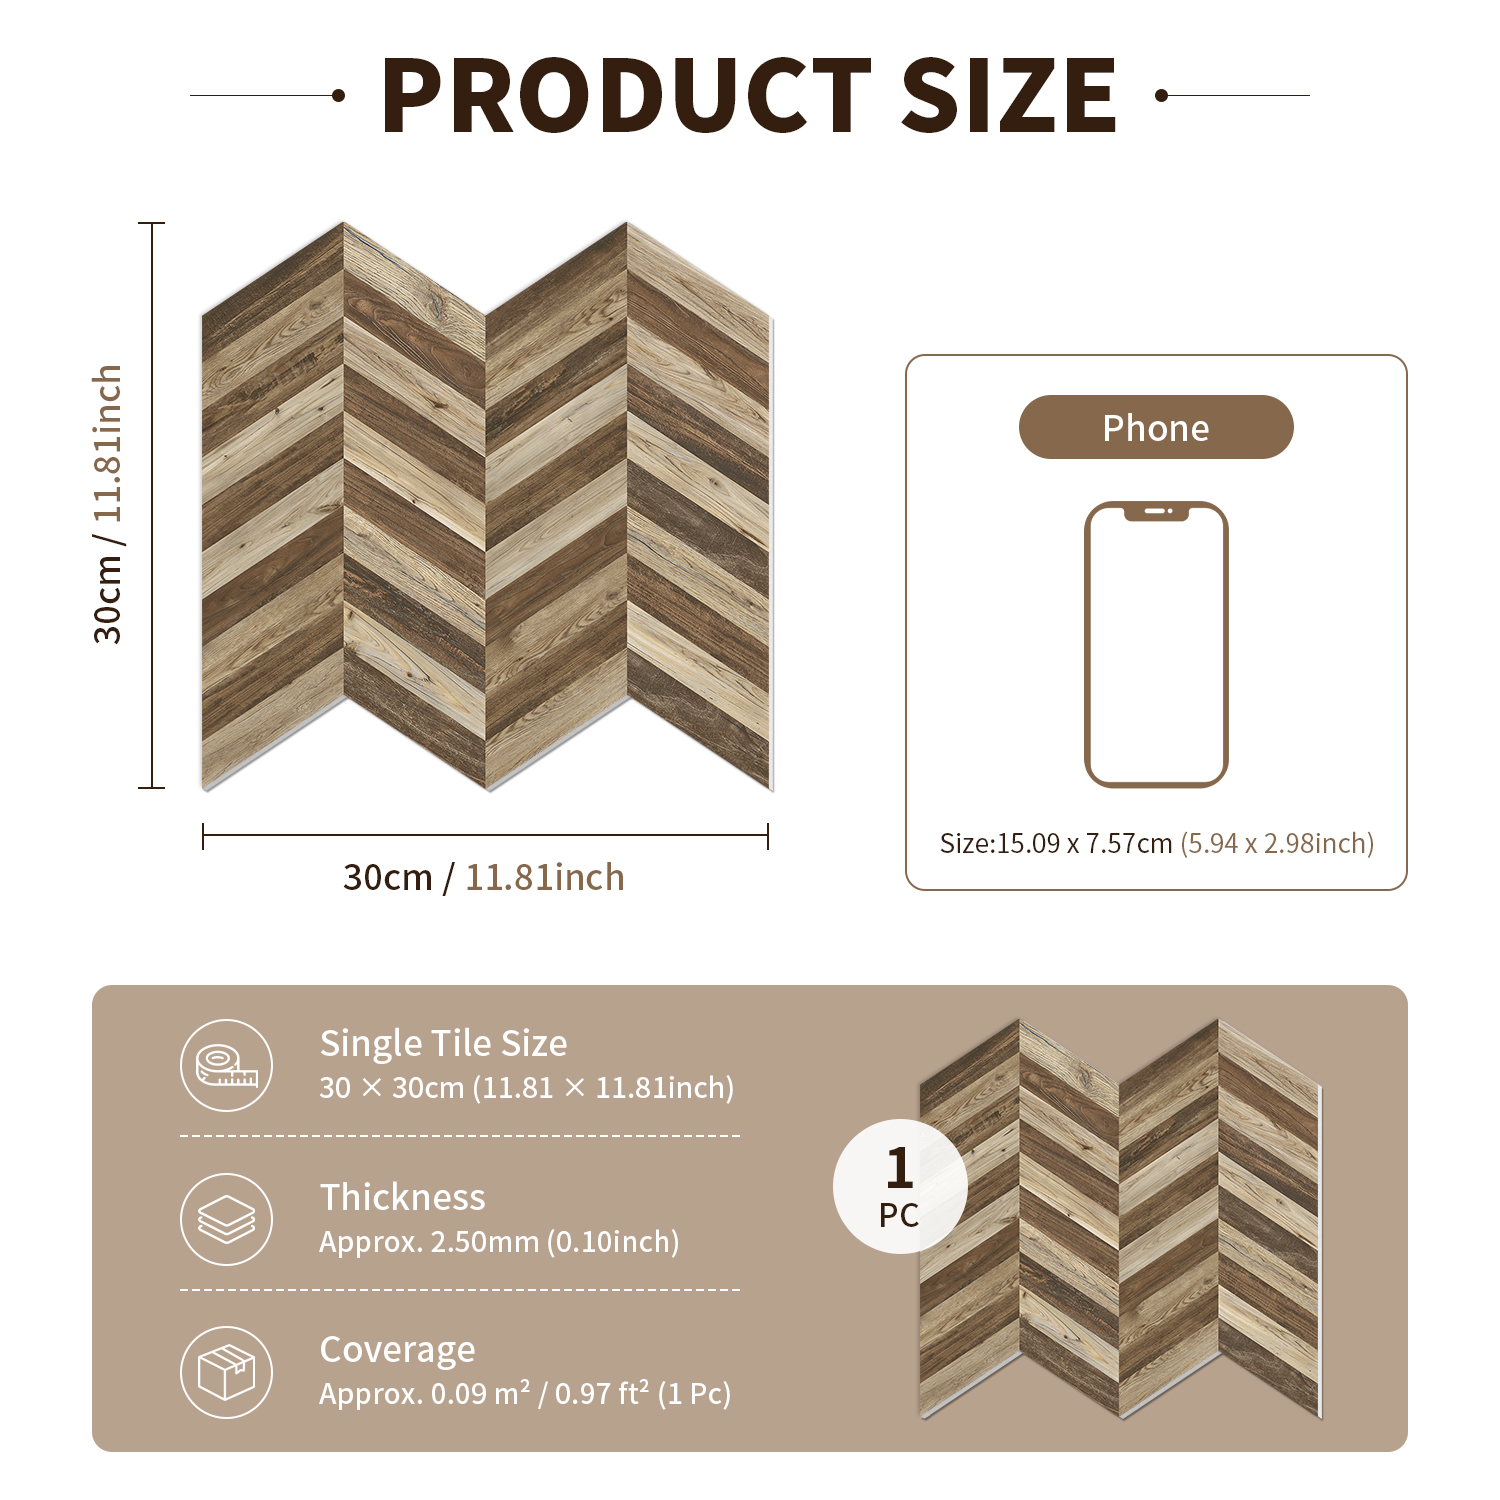 PRODUCT SIZE
30cm / 11.81inch
30cm / 11.81inch
Phone
Size:15.09 x 7.57cm (5.94 x 2.98inch)
Single Tile Size
30 × 30cm (11.81 × 11.81inch)
Thickness
Approx. 2.50mm (0.10inch)
Coverage
Approx. 0.09 m² / 0.97 ft² (1 Pc)
1
PC